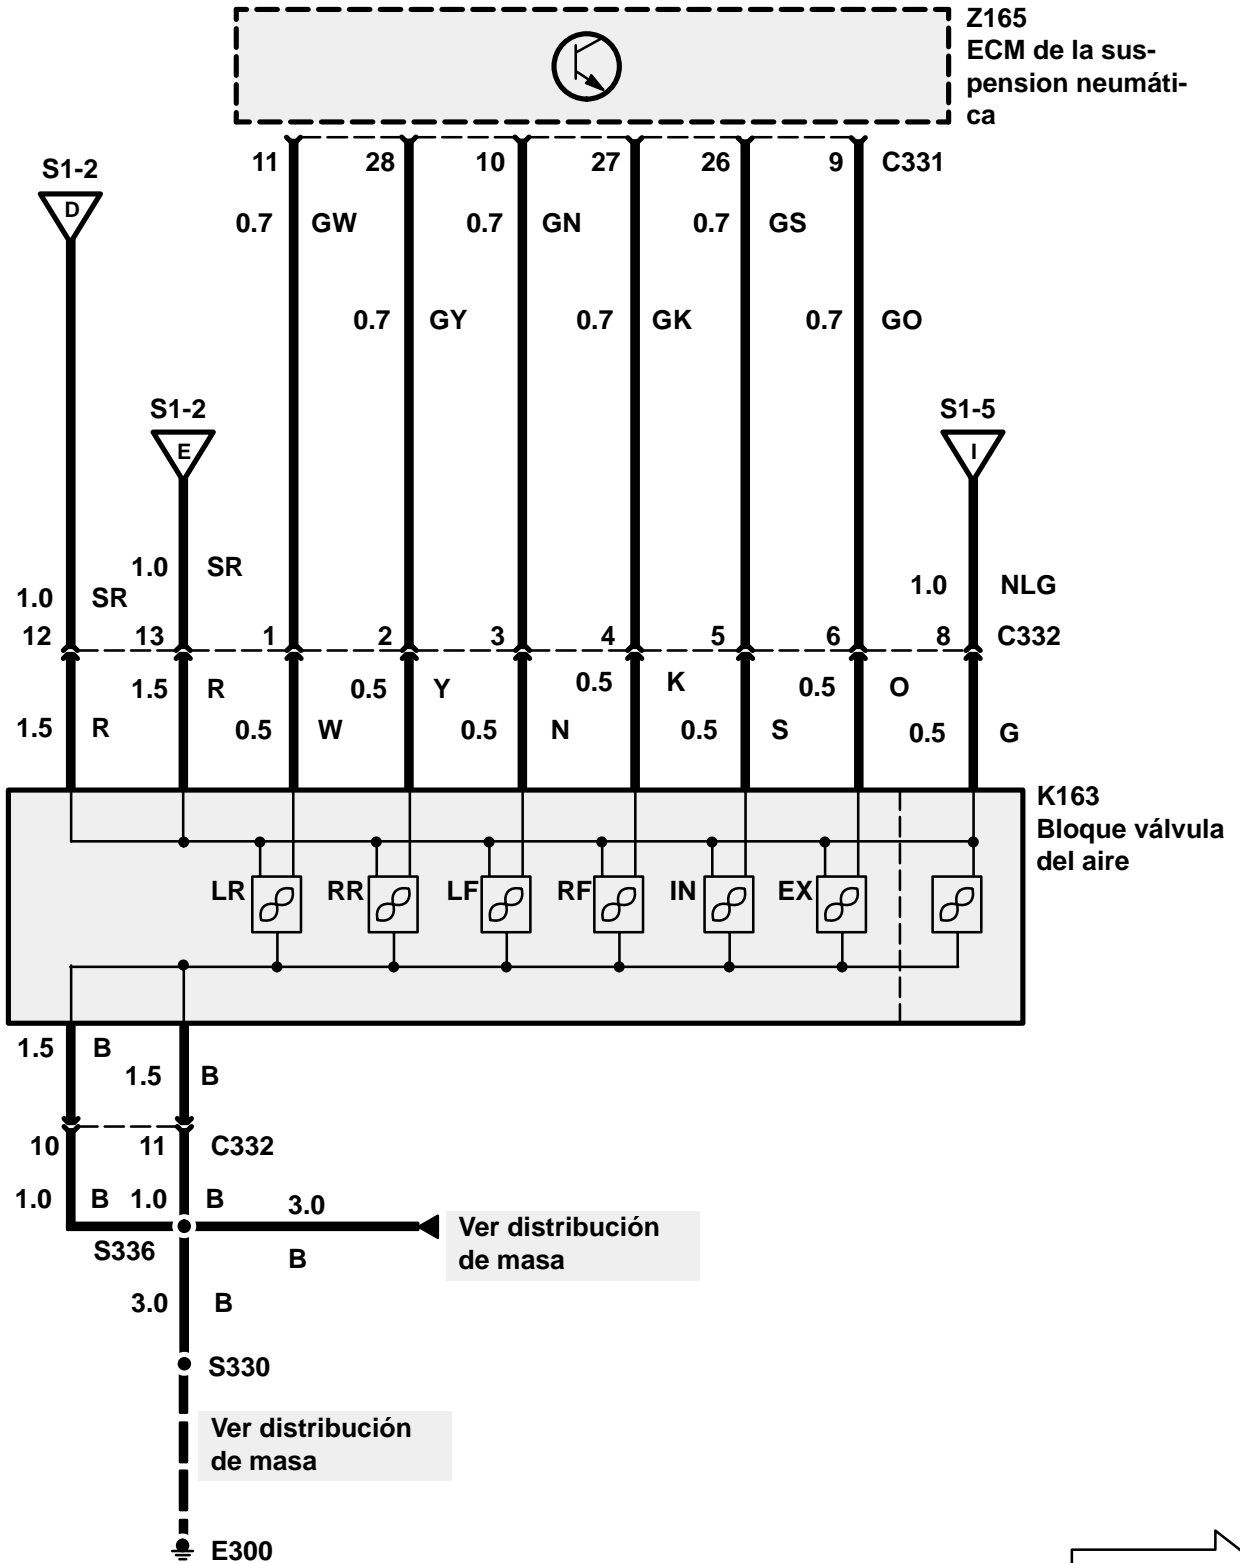 Z165
ECM de la sus-
pension neumáti-
ca
11 28 10 27 26 9 C331
S1-2
D
0.7 GW 0.7 GN 0.7 GS
0.7 GY 0.7 GK 0.7 GO
S1-2 S1-5
E I
1.0 SR
1.0 NLG
1.0 SR
12 13 1 2 3 4 5 6 8 C332
1.5 R 0.5 Y 0.5 K 0.5 O
1.5 R 0.5 W 0.5 N 0.5 S 0.5 G
K163
Bloque válvula
del aire
LR RR LF RF IN EX
1.5 B
1.5 B
10 11 C332
1.0 B 1.0 B 3.0
Ver distribución
de masa
S336 B
3.0 B
S330
Ver distribución
de masa
E300